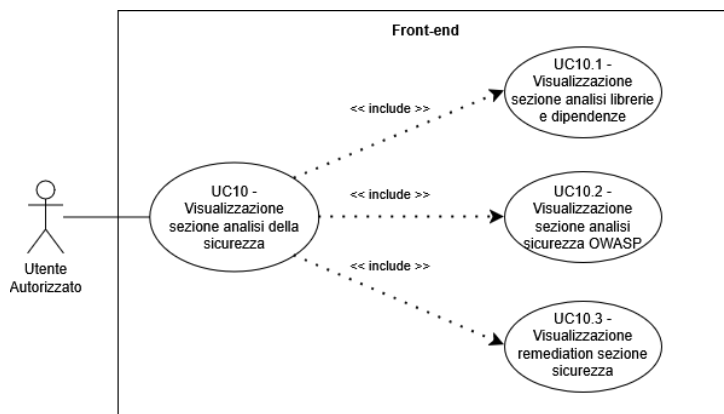 Front-end
UC10.1 -
Visualizzazione
sezione analisi librerie
e dipendenze
<< include >>
UC10 -
Visualizzazione
sezione analisi della
sicurezza
<< include >>
UC10.2 -
Visualizzazione
sezione analisi
sicurezza OWASP
<< include >>
Utente
Autorizzato
UC10.3 -
Visualizzazione
remediation sezione
sicurezza